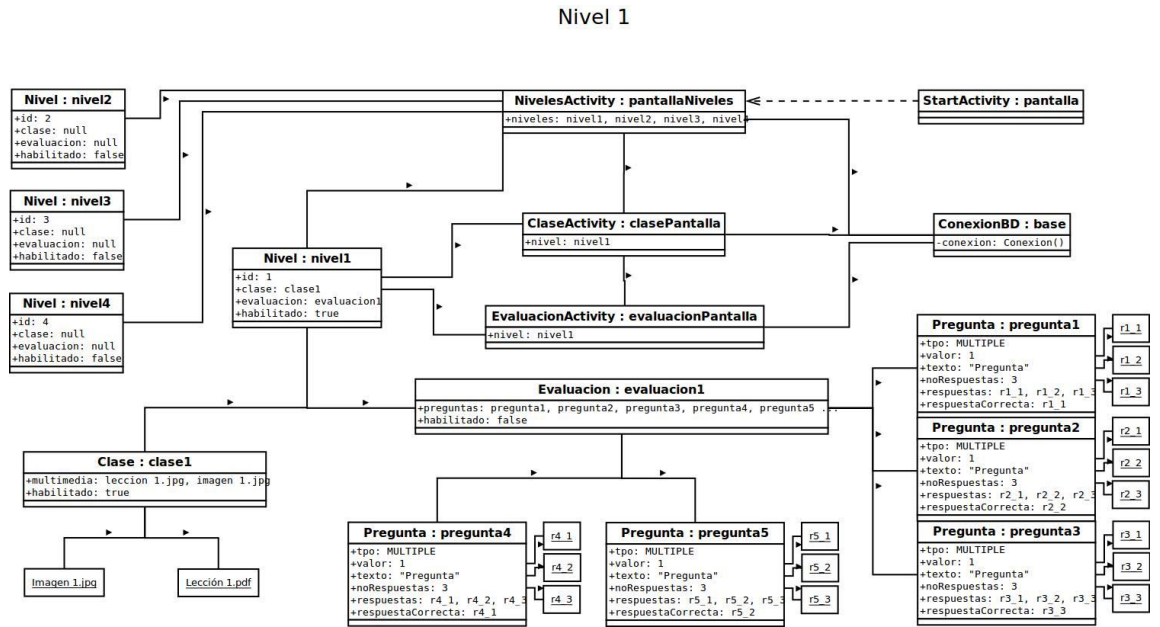 Nivel 1
Nivel : nivel2
+id: 2
+clase: null
+evaluacion: null
+habilitado: false
NivelesActivity : pantallaNiveles
+niveles: nivel1, nivel2, nivel3, nivel4
StartActivity : pantalla
Nivel : nivel3
+id: 3
+clase: null
+evaluacion: null
+habilitado: false
ClaseActivity : clasePantalla
+nivel: nivel1
ConexionBD : base
-conexion: Conexion()
Nivel : nivel1
+id: 1
+clase: clase1
+evaluacion: evaluacion1
+habilitado: true
Nivel : nivel4
+id: 4
+clase: null
+evaluacion: null
+habilitado: false
EvaluacionActivity : evaluacionPantalla
+nivel: nivel1
Pregunta : pregunta1
+tpo: MULTIPLE
+valor: 1
+texto: "Pregunta"
+noRespuestas: 3
+respuestas: r1_1, r1_2, r1_3
+respuestaCorrecta: r1_1
r1_1
r1_2
r1_3
Evaluacion : evaluacion1
+preguntas: pregunta1, pregunta2, pregunta3, pregunta4, pregunta5 ...
+habilitado: false
Pregunta : pregunta2
+tpo: MULTIPLE
+valor: 1
+texto: "Pregunta"
+noRespuestas: 3
+respuestas: r2_1, r2_2, r2_3
+respuestaCorrecta: r2_2
r2_1
r2_2
r2_3
Clase : clase1
+multimedia: leccion 1.jpg, imagen 1.jpg
+habilitado: true
Imagen 1.jpg
Lección 1.pdf
Pregunta : pregunta4
+tpo: MULTIPLE
+valor: 1
+texto: "Pregunta"
+noRespuestas: 3
+respuestas: r4_1, r4_2, r4_3
+respuestaCorrecta: r4_1
r4_1
r4_2
r4_3
Pregunta : pregunta5
+tpo: MULTIPLE
+valor: 1
+texto: "Pregunta"
+noRespuestas: 3
+respuestas: r5_1, r5_2, r5_3
+respuestaCorrecta: r5_2
r5_1
r5_2
r5_3
Pregunta : pregunta3
+tpo: MULTIPLE
+valor: 1
+texto: "Pregunta"
+noRespuestas: 3
+respuestas: r3_1, r3_2, r3_3
+respuestaCorrecta: r3_3
r3_1
r3_2
r3_3